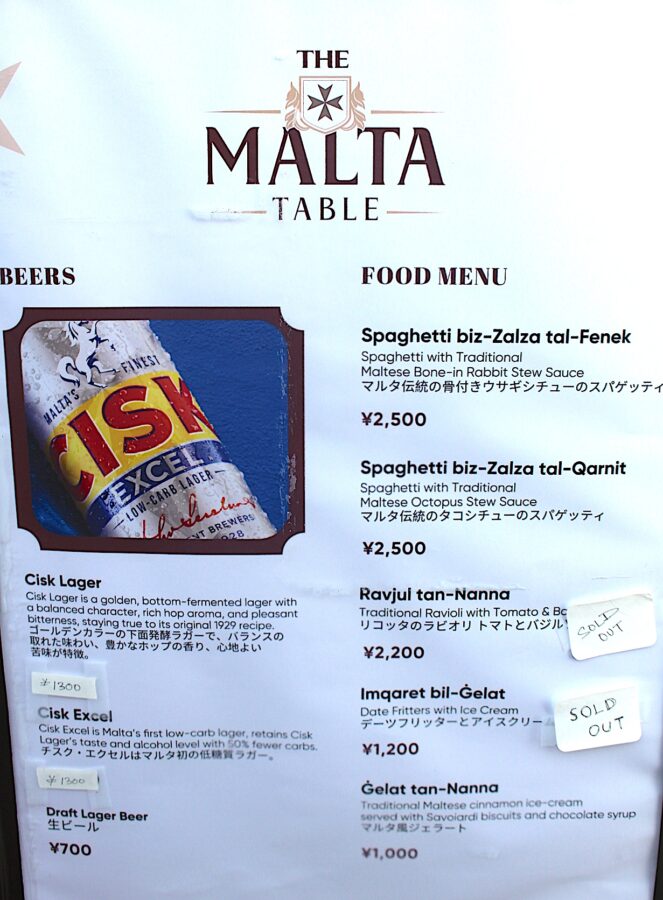 THE
MALTA
TABLE
BEERS
MALTA'S FINEST
CISK
EXCEL
LOW-CARB LAGER
Cisk Lager
Cisk Lager is a golden, bottom-fermented lager with
a balanced character, rich hop aroma, and pleasant
bitterness, staying true to its original 1929 recipe.
ゴールデンカラーの下面発酵ラガーで、バランスの
取れた味わい、豊かなホップの香り、心地よい
苦味が特徴。
¥1300
Cisk Excel
Cisk Excel is Malta's first low-carb lager, retains Cisk
Lager's taste and alcohol level with 50% fewer carbs.
チスク・エクセルはマルタ初の低糖質ラガー。
¥1300
Draft Lager Beer
生ビール
¥700
FOOD MENU
Spaghetti biz-Zalza tal-Fenek
Spaghetti with Traditional
Maltese Bone-in Rabbit Stew Sauce
マルタ伝統の骨付きウサギシチューのスパゲッティ
¥2,500
Spaghetti biz-Zalza tal-Qarnit
Spaghetti with Traditional
Maltese Octopus Stew Sauce
マルタ伝統のタコシチューのスパゲッティ
¥2,500
Ravjul tan-Nanna
Traditional Ravioli with Tomato &
リコッタのラビオリ トマトとバジル
SOLD
OUT
¥2,200
Imqaret bil-Ġelat
Date Fritters with Ice Cream
デーツフリッターとアイスクリー
SOLD
OUT
¥1,200
Ġelat tan-Nanna
Traditional Maltese cinnamon ice-cream
served with Savoiardi biscuits and chocolate syrup
マルタ風ジェラート
¥1,000